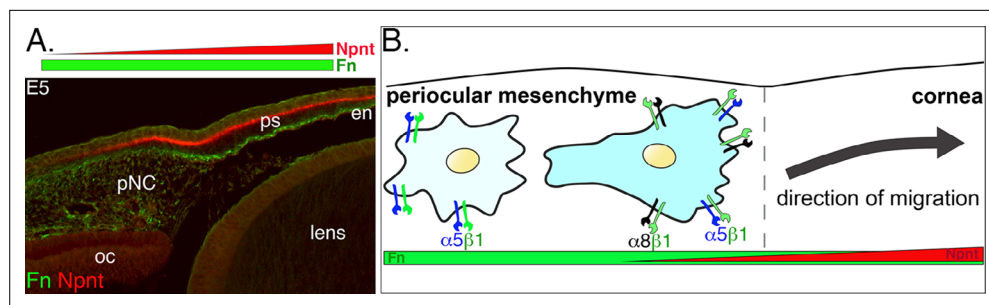 A.
Npnt
Fn
E5
ps
en
pNC
lens
oc
Fn Npnt
B.
periocular mesenchyme
cornea
direction of migration
α5β1
α8β1
α5β1
Fn
Npnt